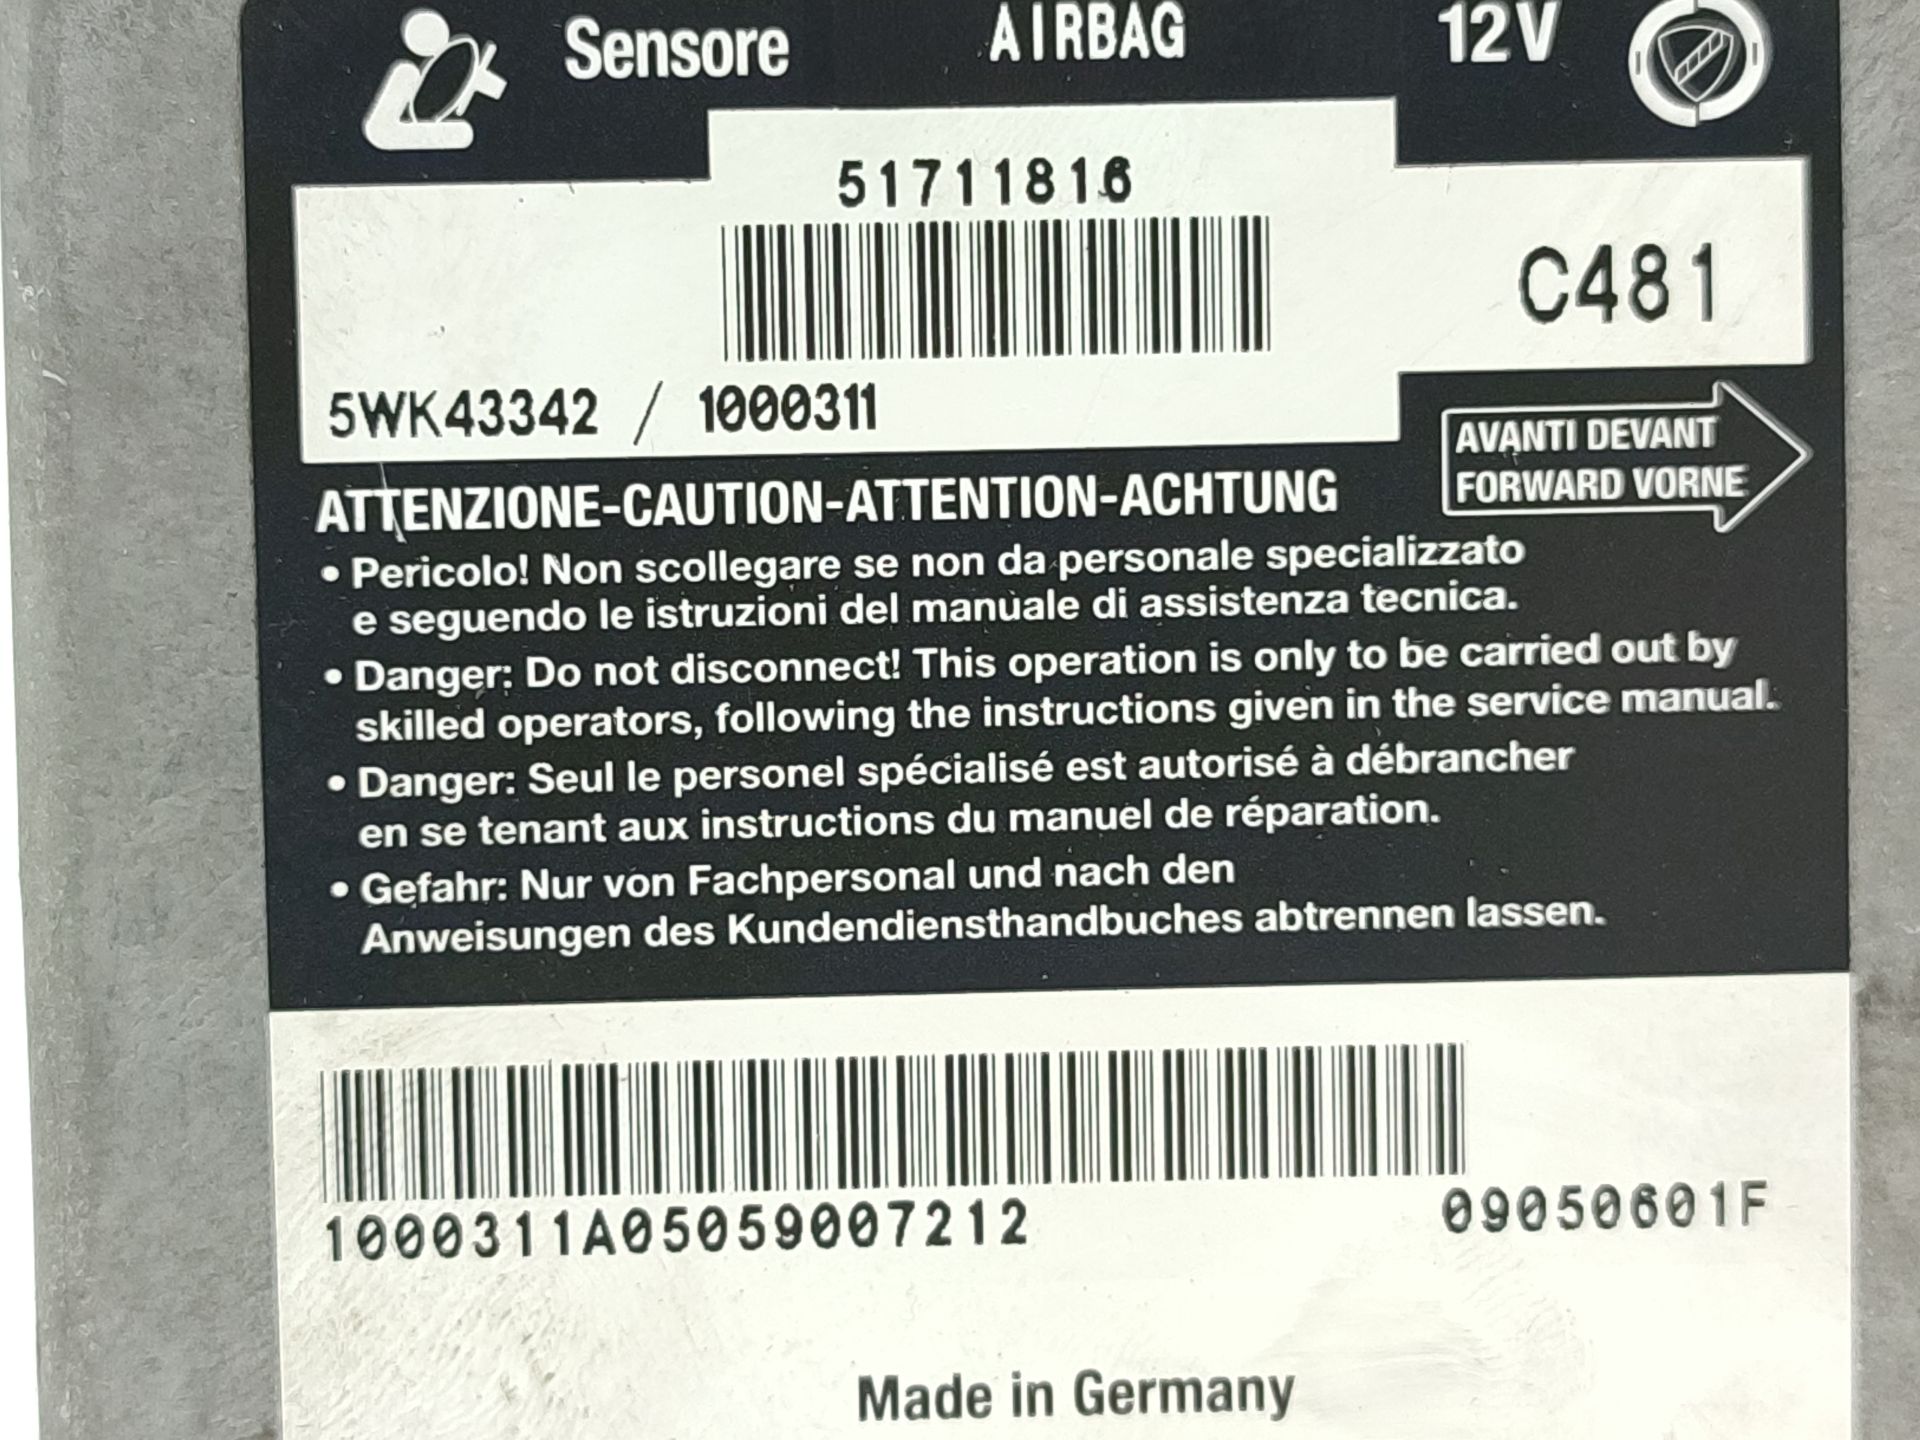 Sensore AIRBAG 12V
51711816
C481
5WK43342 / 1000311
AVANTI DEVANT
FORWARD VORNE
ATTENZIONE-CAUTION-ATTENTION-ACHTUNG
• Pericolo! Non scollegare se non da personale specializzato
e seguendo le istruzioni del manuale di assistenza tecnica.
• Danger: Do not disconnect! This operation is only to be carried out by
skilled operators, following the instructions given in the service manual.
• Danger: Seul le personel spécialisé est autorisé à débrancher
en se tenant aux instructions du manuel de réparation.
• Gefahr: Nur von Fachpersonal und nach den
Anweisungen des Kundendiensthandbuches abtrennen lassen.
1000311A05059007212 09050601F
Made in Germany